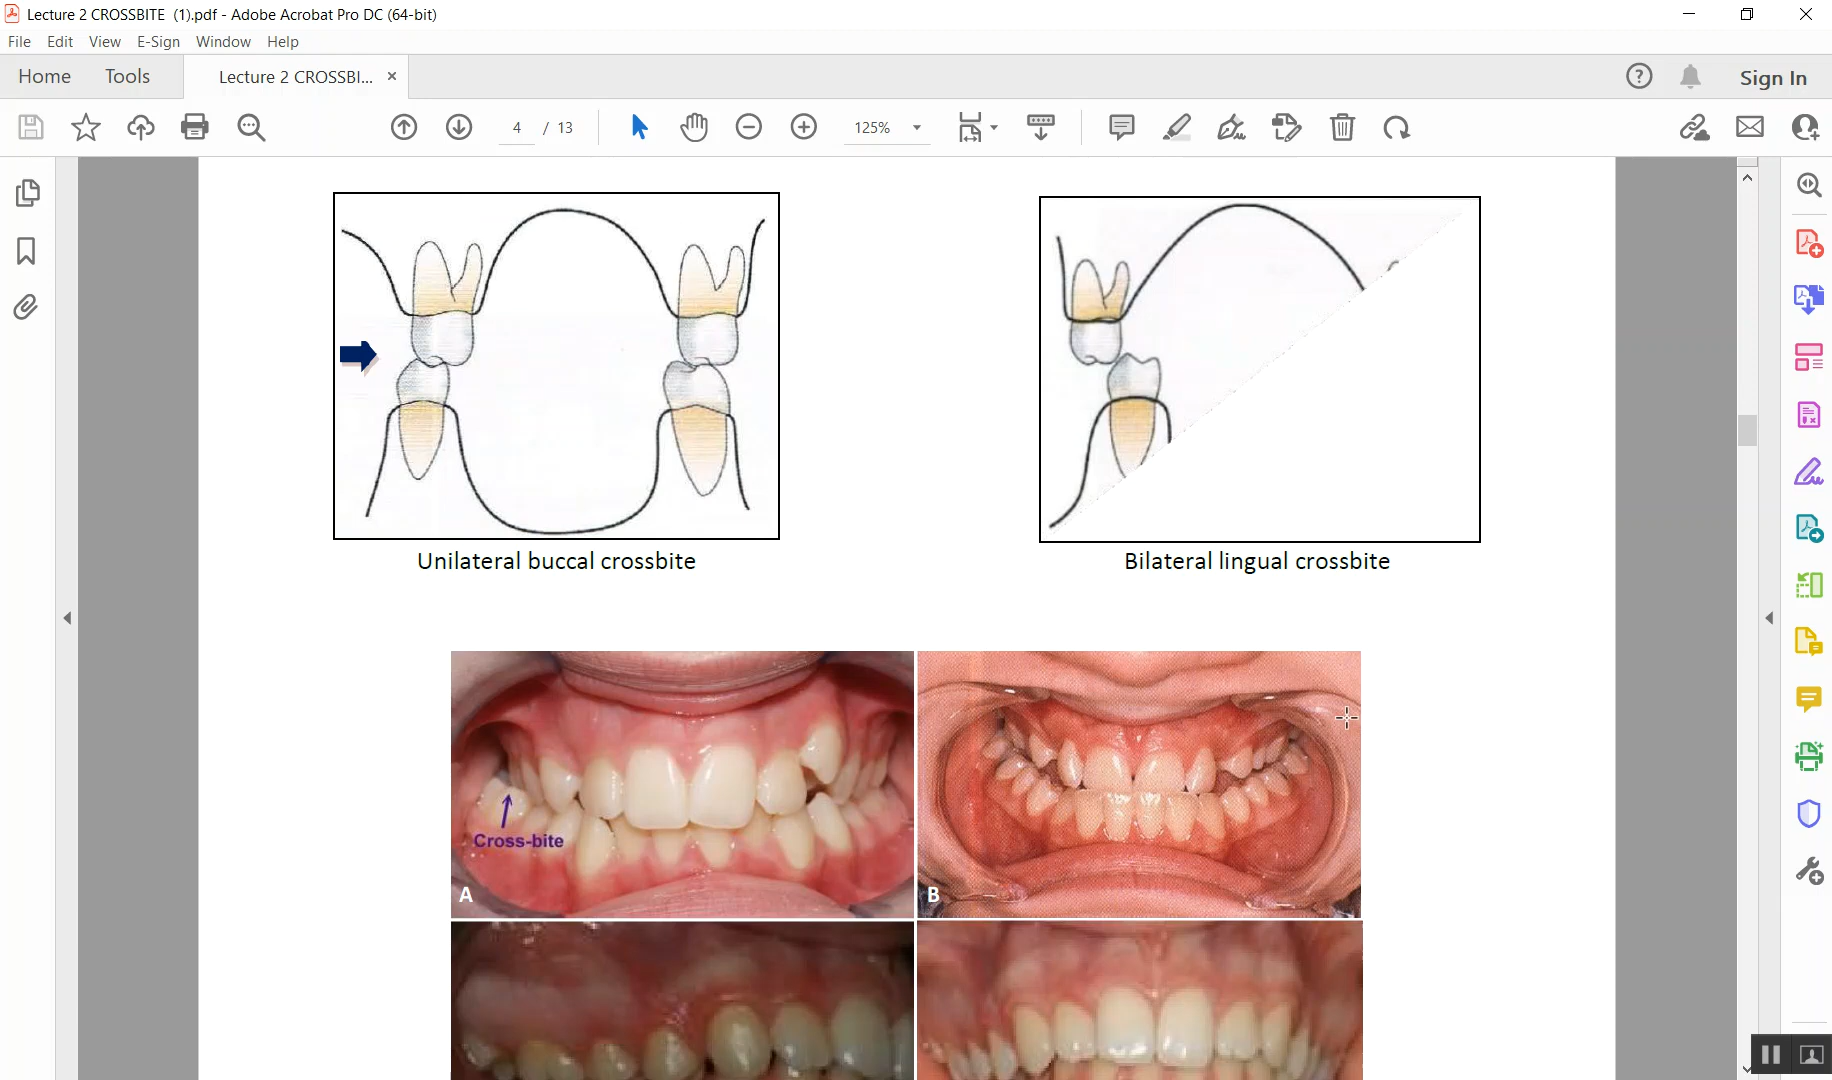 Lecture 2 CROSSBITE  (1).pdf - Adobe Acrobat Pro DC (64-bit)
File Edit View E-Sign Window Help
Home Tools Lecture 2 CROSSBI... × Sign In
4 / 13 125%
Unilateral buccal crossbite
Bilateral lingual crossbite
Cross-bite
A
B